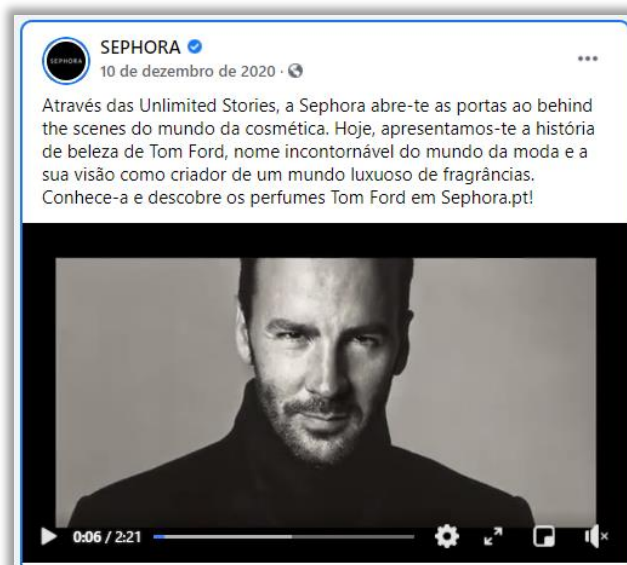 SEPHORA
SEPHORA
10 de dezembro de 2020 ·
Através das Unlimited Stories, a Sephora abre-te as portas ao behind
the scenes do mundo da cosmética. Hoje, apresentamos-te a história
de beleza de Tom Ford, nome incontornável do mundo da moda e a
sua visão como criador de um mundo luxuoso de fragrâncias.
Conhece-a e descobre os perfumes Tom Ford em Sephora.pt!
0:06 / 2:21